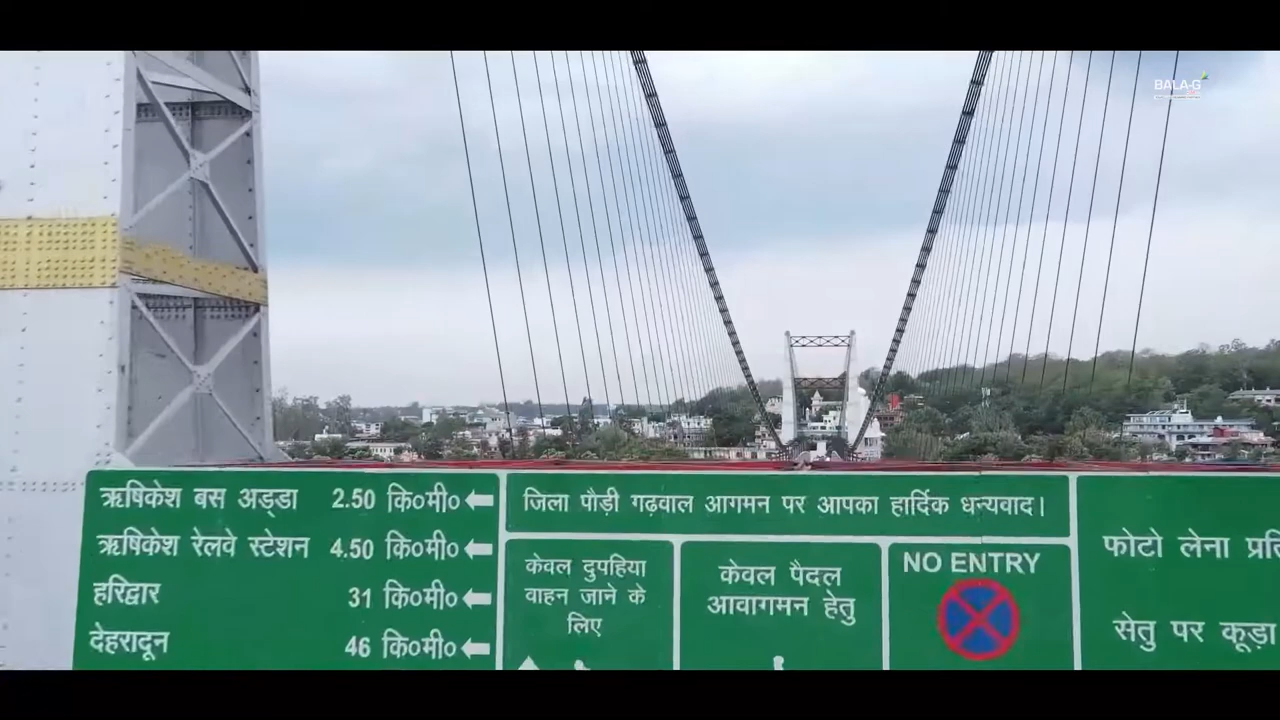 BALA-G
ऋषिकेश बस अड्डा 2.50 कि०मी०
ऋषिकेश रेलवे स्टेशन 4.50 कि०मी०
हरिद्वार 31 कि०मी०
देहरादून 46 कि०मी०
जिला पौड़ी गढ़वाल आगमन पर आपका हार्दिक धन्यवाद।
केवल दुपहिया
वाहन जाने के
लिए
केवल पैदल
आवागमन हेतु
NO ENTRY
फोटो लेना प्रति
सेतु पर कूड़ा